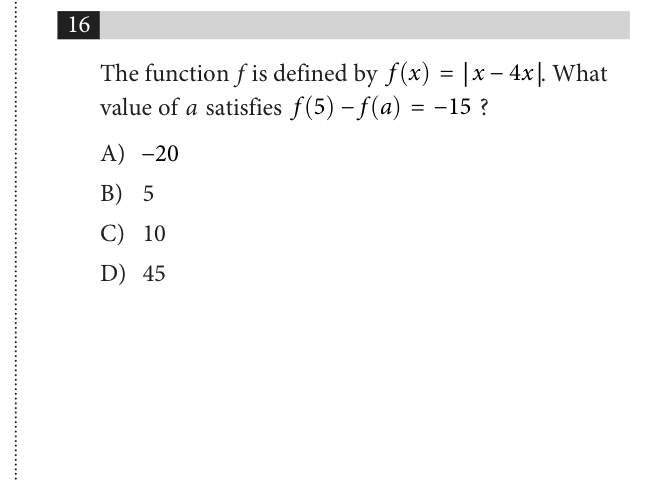 16
The function f is defined by f(x) = |x − 4x|. What
value of a satisfies f(5) − f(a) = −15 ?
A) −20
B) 5
C) 10
D) 45